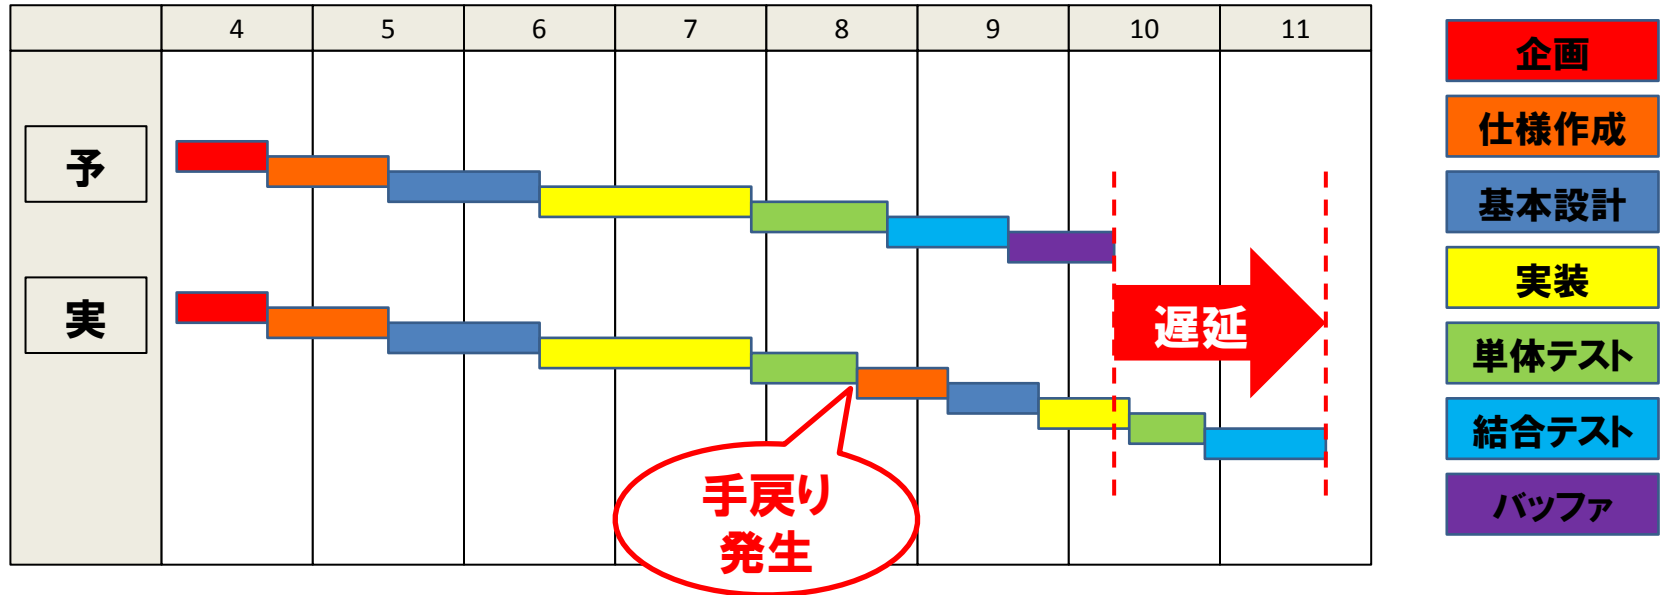 4 5 6 7 8 9 10 11
予
実
遅延
手戻り
発生
企画
仕様作成
基本設計
実装
単体テスト
結合テスト
バッファ